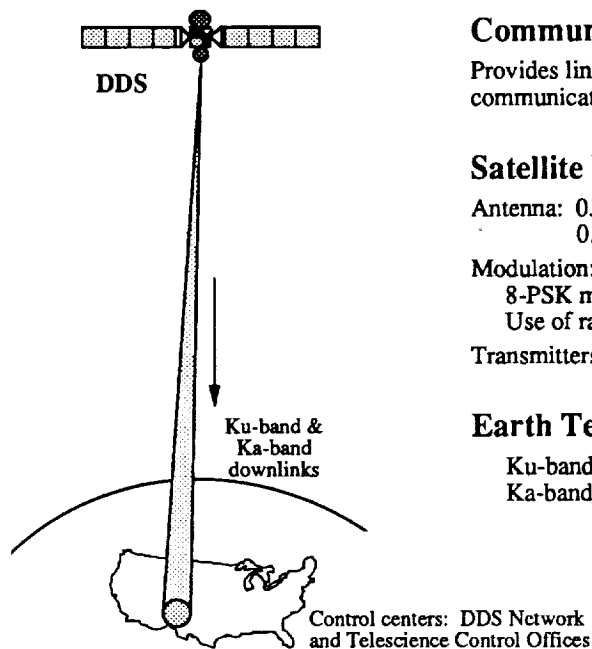 DDS
Ku-band &
Ka-band
downlinks
Control centers: DDS Network
and Telescience Control Offices
Commun
Provides lin
communicat
Satellite
Antenna: 0.
0.
Modulation:
8-PSK m
Use of ra
Transmitters
Earth Te
Ku-band
Ka-band